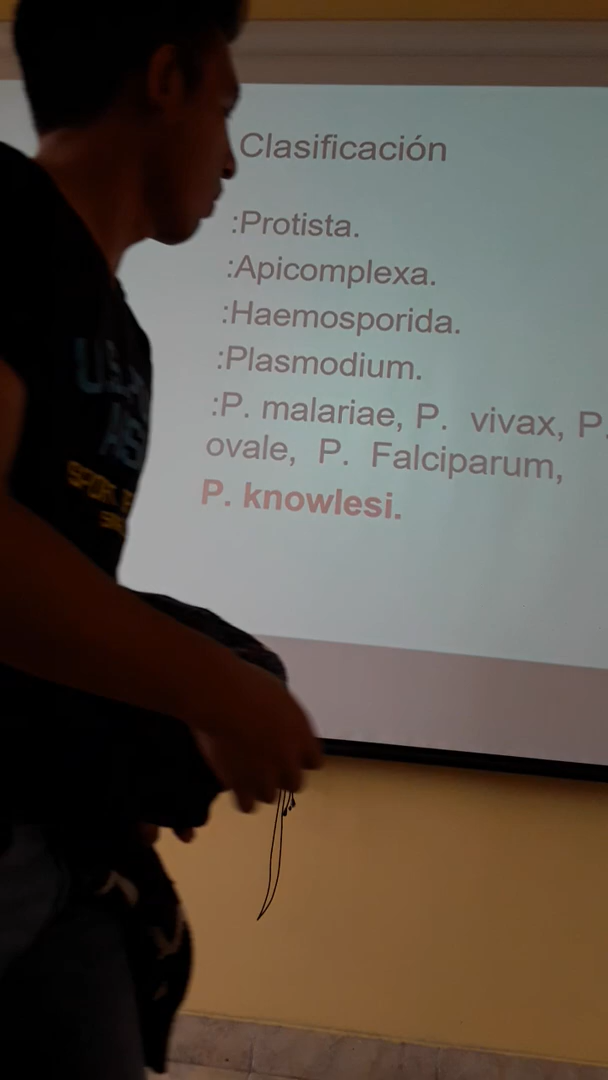 Clasificación
:Protista.
:Apicomplexa.
:Haemosporida.
:Plasmodium.
:P. malariae, P. vivax, P.
ovale, P. Falciparum,
P. knowlesi.